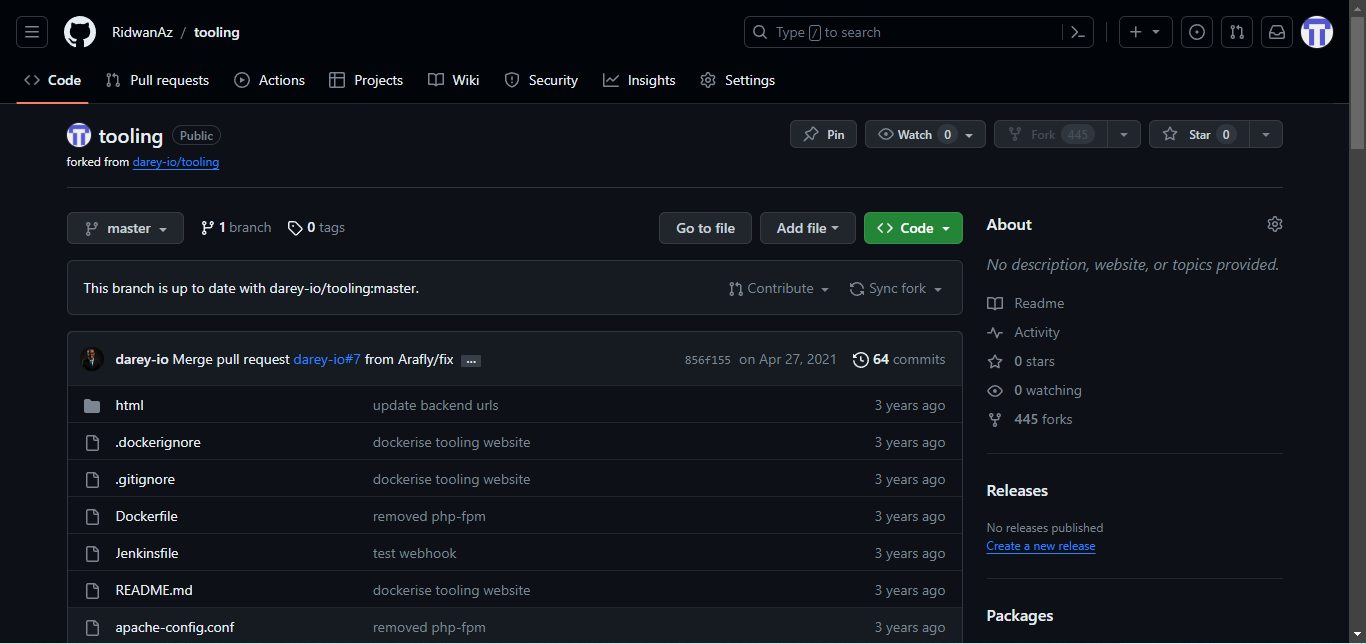 RidwanAz / tooling
Type / to search
Code Pull requests Actions Projects Wiki Security Insights Settings
tooling Public
Pin Watch 0 Fork 445 Star 0
forked from darey-io/tooling
master 1 branch 0 tags
Go to file Add file Code
This branch is up to date with darey-io/tooling:master.
Contribute Sync fork
darey-io Merge pull request darey-io#7 from Arafly/fix ... 856f155 on Apr 27, 2021 64 commits
html update backend urls 3 years ago
.dockerignore dockerise tooling website 3 years ago
.gitignore dockerise tooling website 3 years ago
Dockerfile removed php-fpm 3 years ago
Jenkinsfile test webhook 3 years ago
README.md dockerise tooling website 3 years ago
apache-config.conf removed php-fpm 3 years ago
About
No description, website, or topics provided.
Readme
Activity
0 stars
0 watching
445 forks
Releases
No releases published
Create a new release
Packages